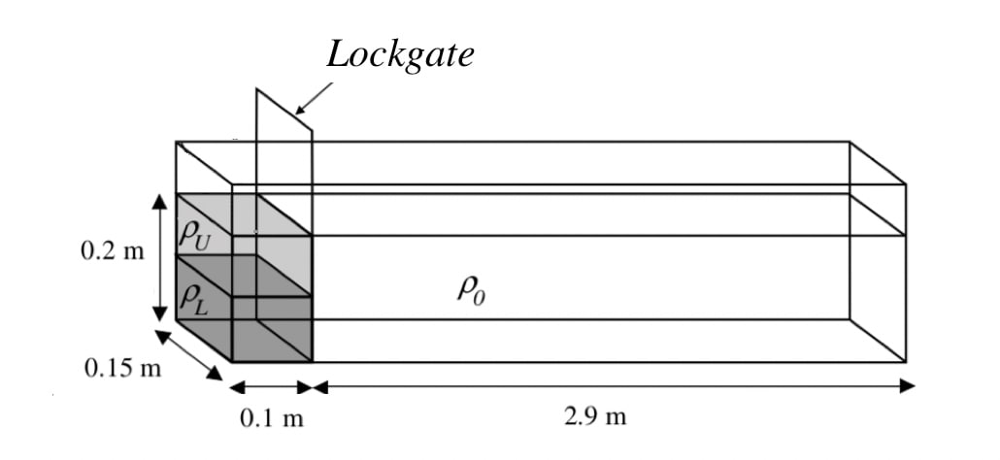 Lockgate
ρU
0.2 m
ρL
ρ0
0.15 m
0.1 m
2.9 m